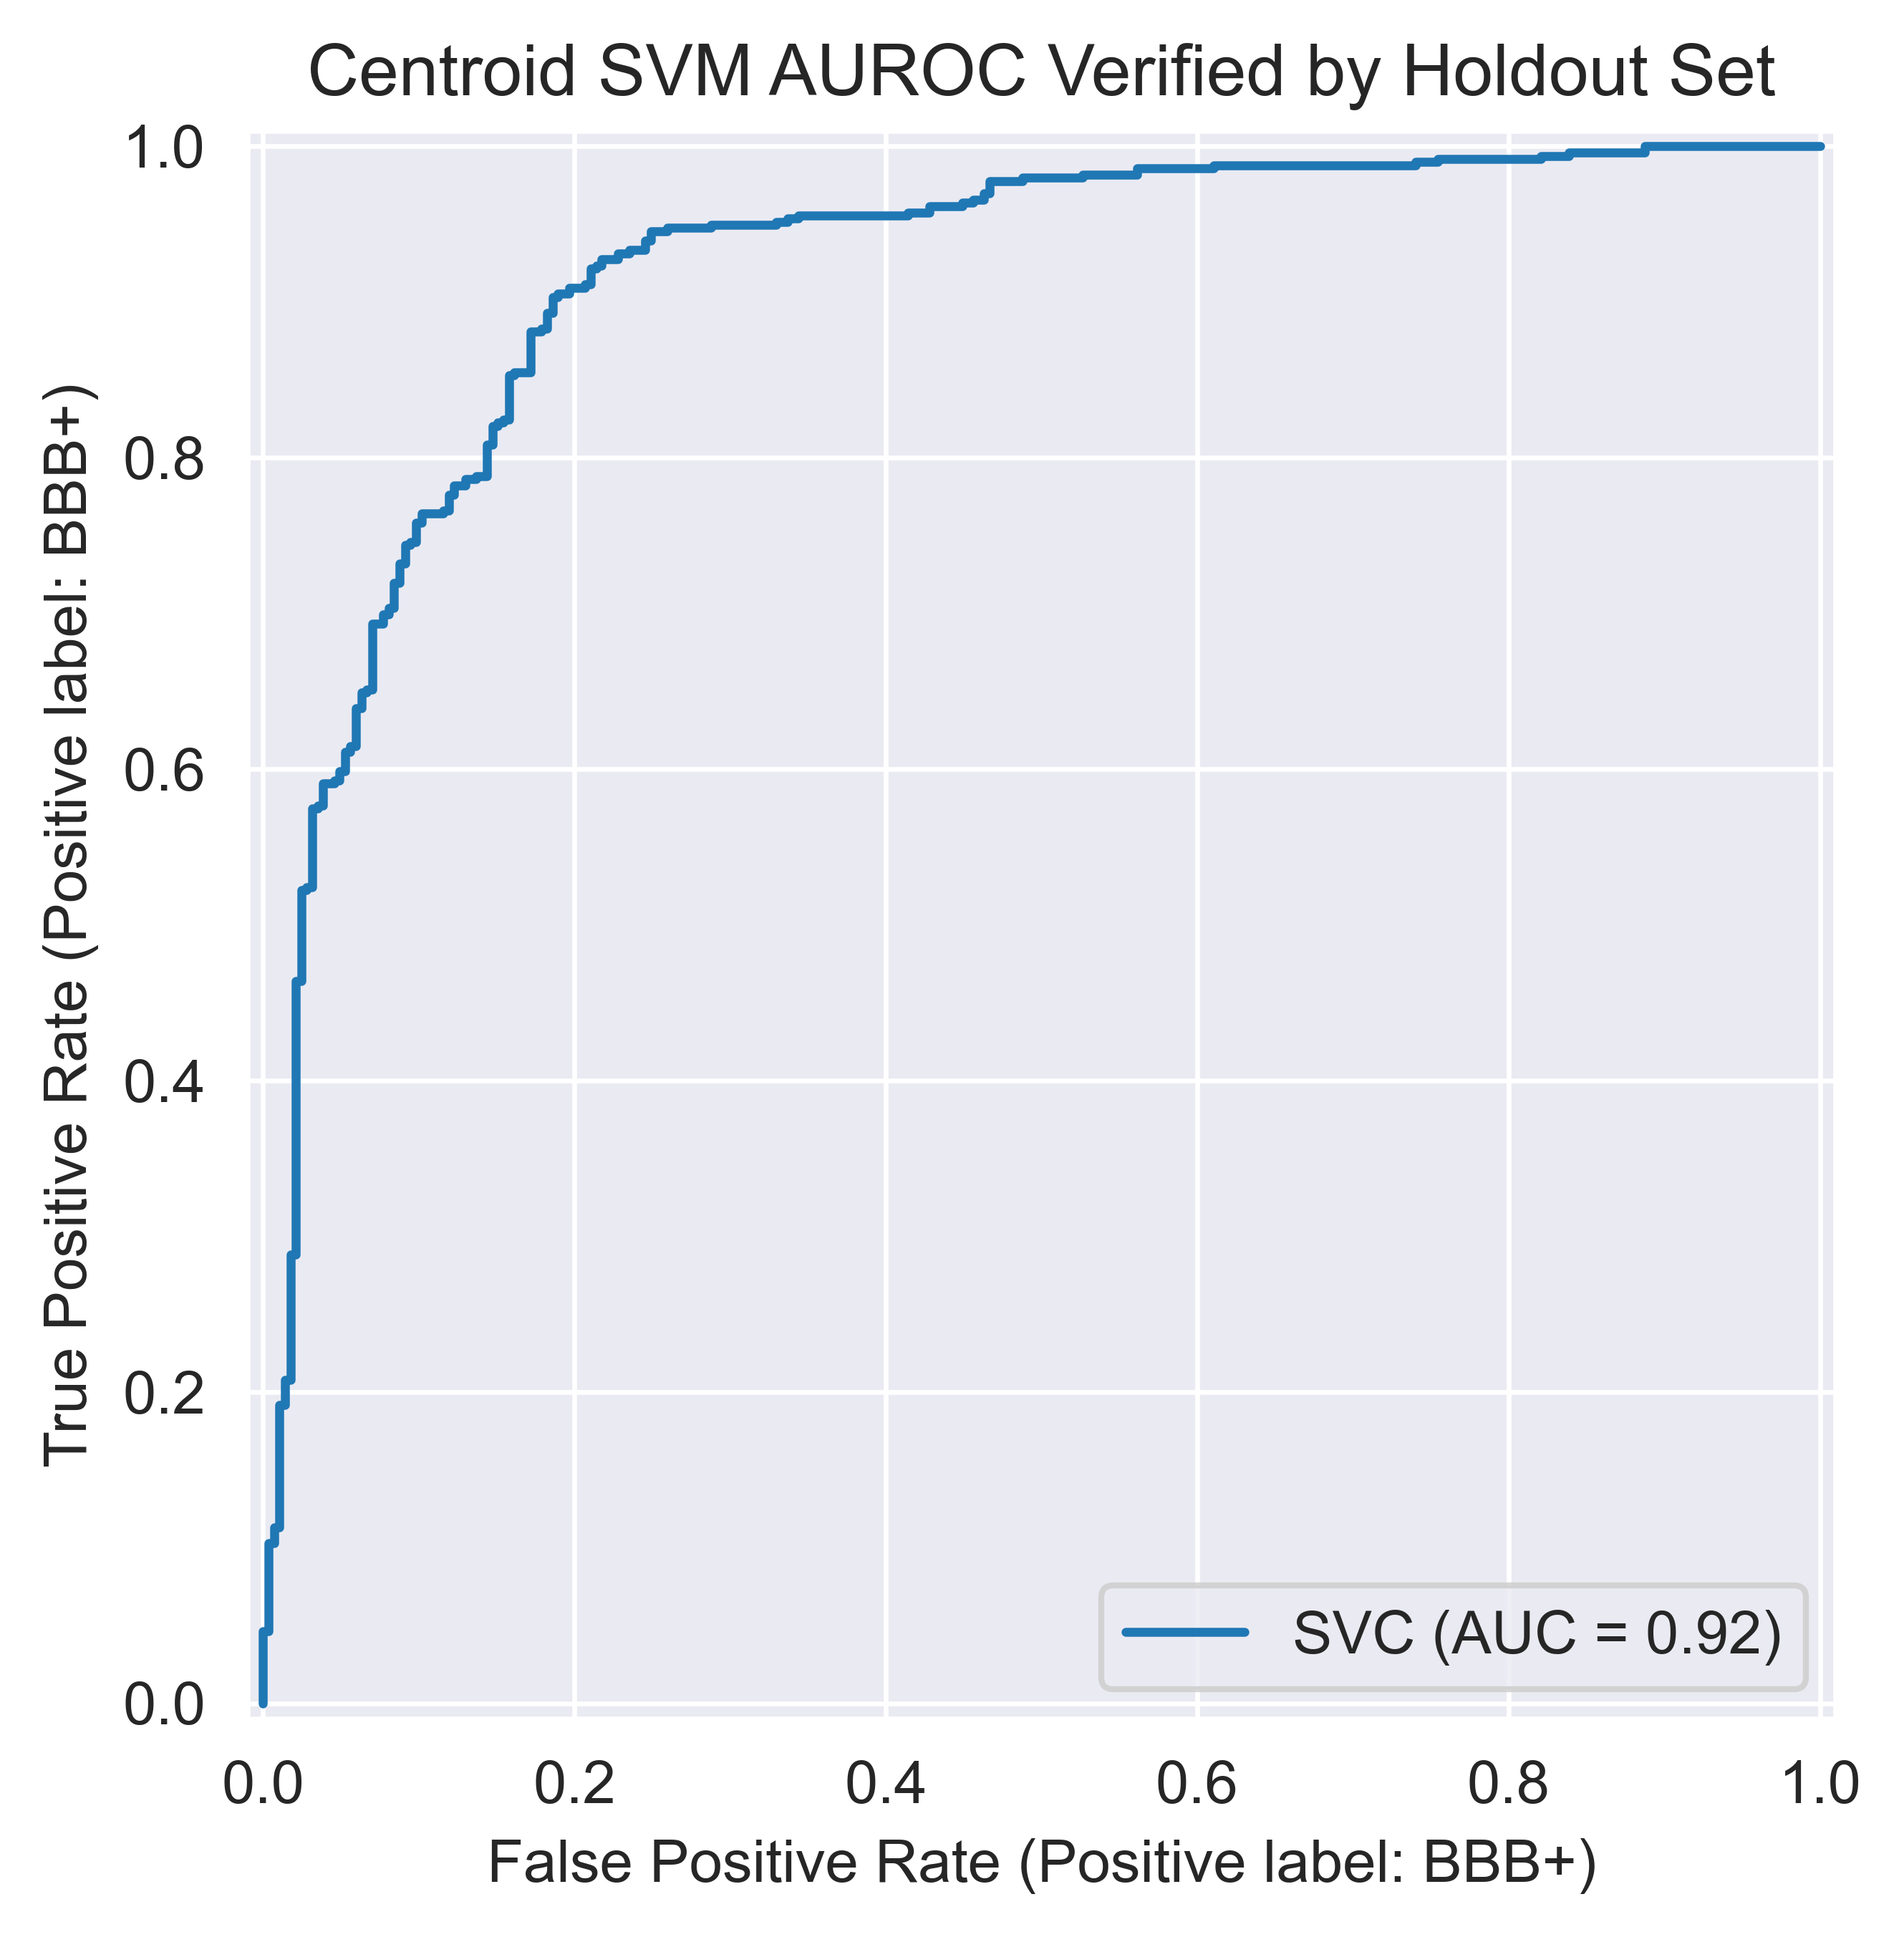 Centroid SVM AUROC Verified by Holdout Set
True Positive Rate (Positive label: BBB+)
1.0
0.8
0.6
0.4
0.2
0.0
SVC (AUC = 0.92)
0.0 0.2 0.4 0.6 0.8 1.0
False Positive Rate (Positive label: BBB+)